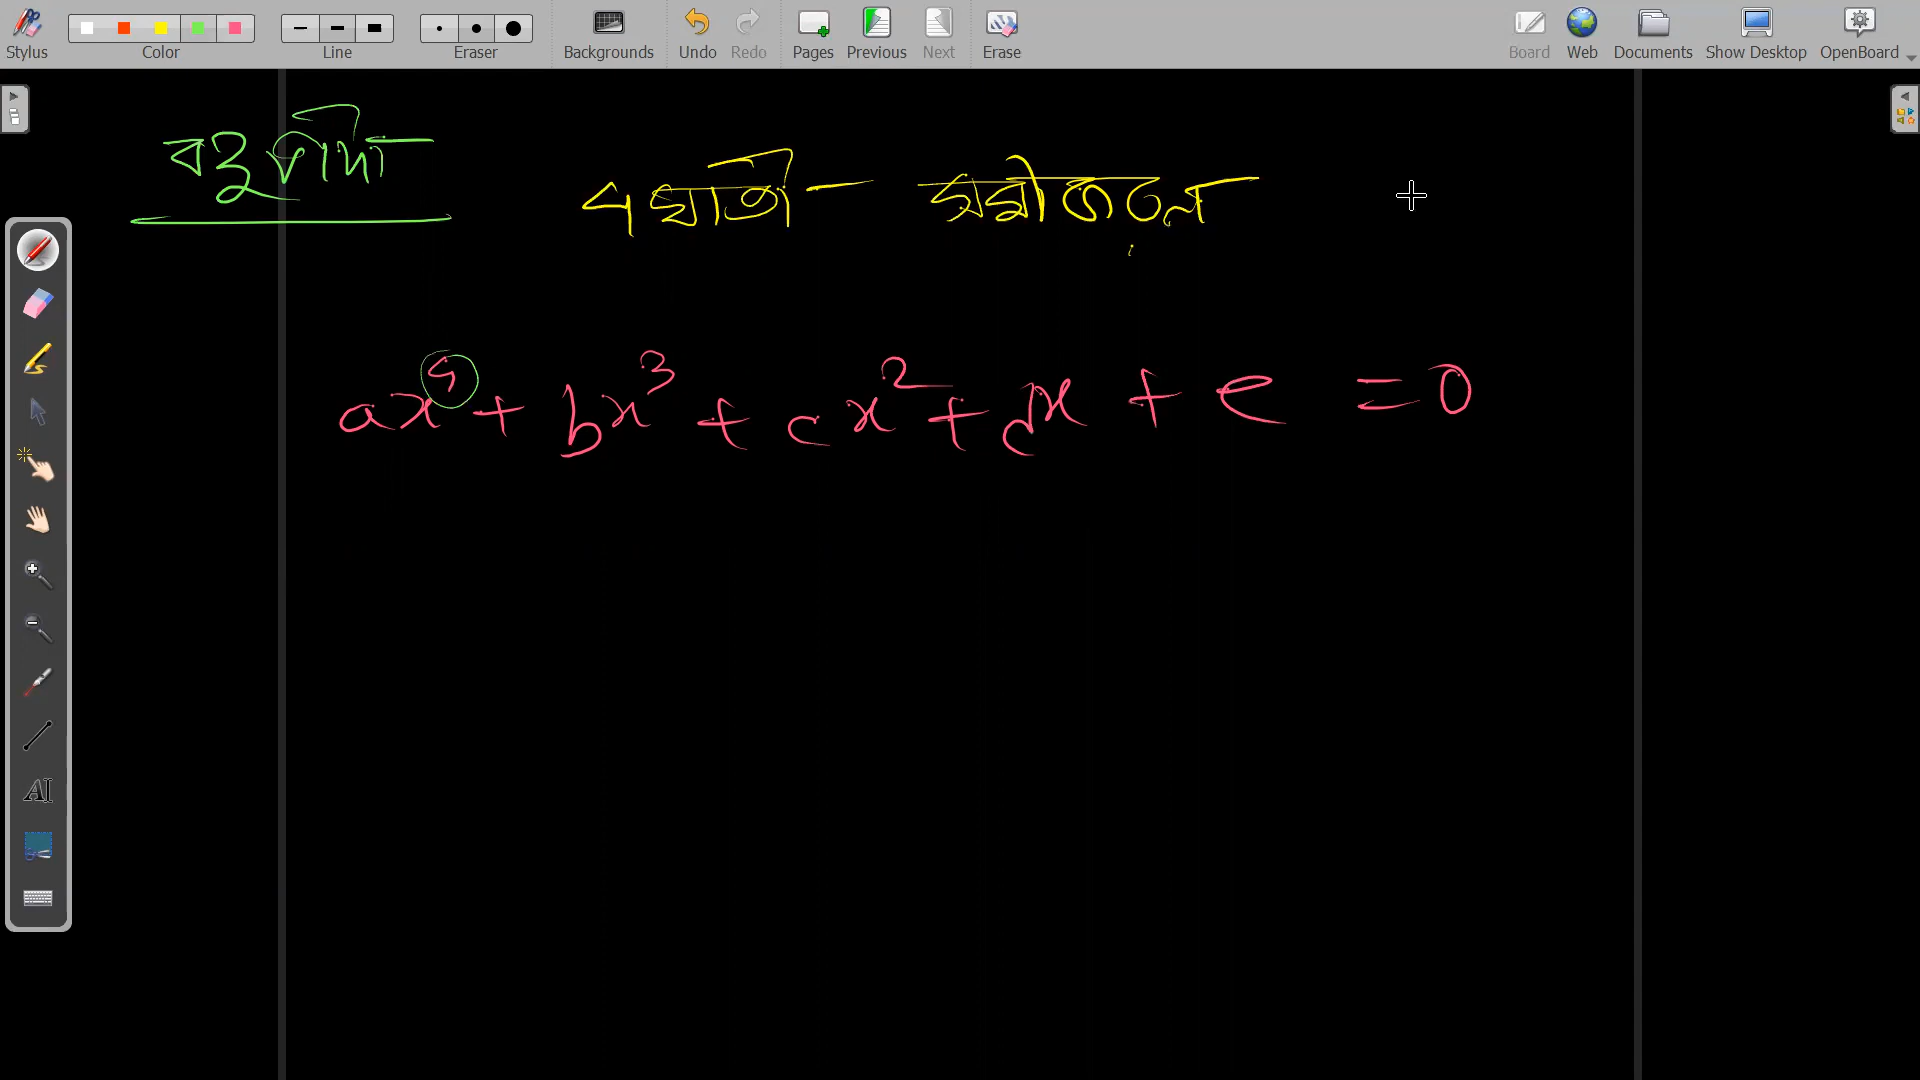 Stylus Color Line Eraser Backgrounds Undo Redo Pages Previous Next Erase Board Web Documents Show Desktop OpenBoard
বহুপদী
৭ঘাতী সমীকরণ
ax⁴ + bx³ + cx² + dx + e = 0